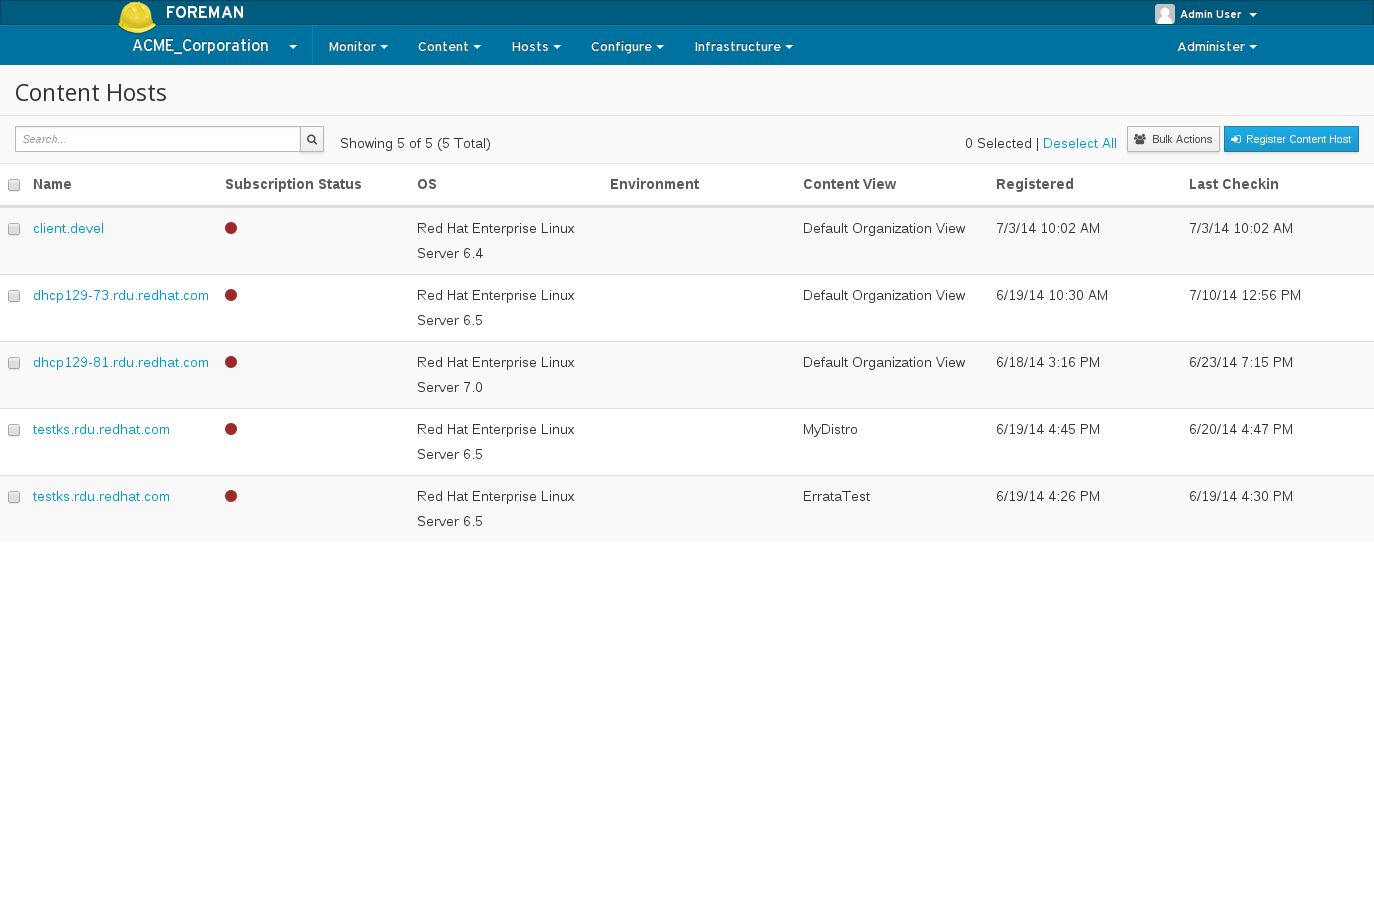 FOREMAN
Admin User
ACME_Corporation Monitor Content Hosts Configure Infrastructure Administer
Content Hosts
Search... Showing 5 of 5 (5 Total) 0 Selected | Deselect All Bulk Actions Register Content Host
Name Subscription Status OS Environment Content View Registered Last Checkin
client.devel Red Hat Enterprise Linux Default Organization View 7/3/14 10:02 AM 7/3/14 10:02 AM
Server 6.4
dhcp129-73.rdu.redhat.com Red Hat Enterprise Linux Default Organization View 6/19/14 10:30 AM 7/10/14 12:56 PM
Server 6.5
dhcp129-81.rdu.redhat.com Red Hat Enterprise Linux Default Organization View 6/18/14 3:16 PM 6/23/14 7:15 PM
Server 7.0
testks.rdu.redhat.com Red Hat Enterprise Linux MyDistro 6/19/14 4:45 PM 6/20/14 4:47 PM
Server 6.5
testks.rdu.redhat.com Red Hat Enterprise Linux ErrataTest 6/19/14 4:26 PM 6/19/14 4:30 PM
Server 6.5